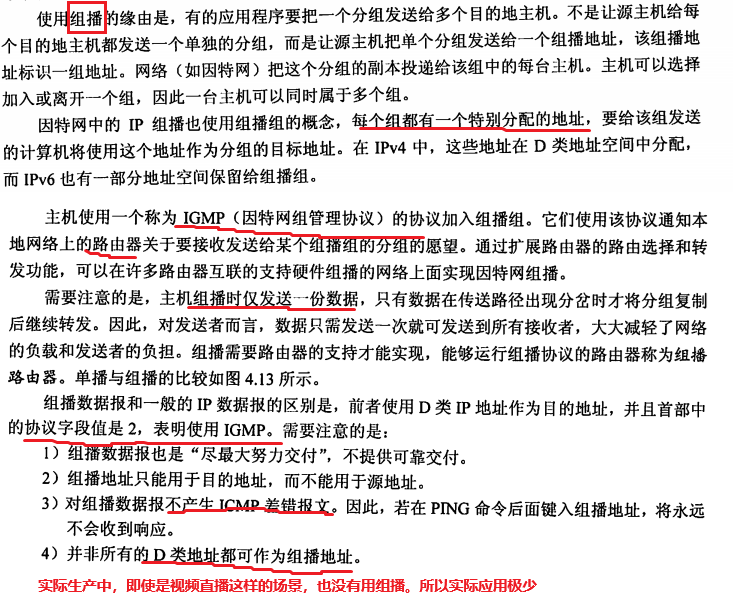 使用组播的缘由是，有的应用程序要把一个分组发送给多个目的地主机。不是让源主机给每
个目的地主机都发送一个单独的分组，而是让源主机把单个分组发送给一个组播地址，该组播地
址标识一组地址。网络（如因特网）把这个分组的副本投递给该组中的每台主机。主机可以选择
加入或离开一个组，因此一台主机可以同时属于多个组。
因特网中的 IP 组播也使用组播组的概念，每个组都有一个特别分配的地址，要给该组发送
的计算机将使用这个地址作为分组的目标地址。在 IPv4 中，这些地址在 D 类地址空间中分配，
而 IPv6 也有一部分地址空间保留给组播组。
主机使用一个称为 IGMP（因特网组管理协议）的协议加入组播组。它们使用该协议通知本
地网络上的路由器关于要接收发送给某个组播组的分组的愿望。通过扩展路由器的路由选择和转
发功能，可以在许多路由器互联的支持硬件组播的网络上面实现因特网组播。
需要注意的是，主机组播时仅发送一份数据，只有数据在传送路径出现分岔时才将分组复制
后继续转发。因此，对发送者而言，数据只需发送一次就可发送到所有接收者，大大减轻了网络
的负载和发送者的负担。组播需要路由器的支持才能实现，能够运行组播协议的路由器称为组播
路由器。单播与组播的比较如图 4.13 所示。
组播数据报和一般的 IP 数据报的区别是，前者使用 D 类 IP 地址作为目的地址，并且首部中
的协议字段值是 2，表明使用 IGMP。需要注意的是：
1）组播数据报也是“尽最大努力交付”，不提供可靠交付。
2）组播地址只能用于目的地址，而不能用于源地址。
3）对组播数据报不产生 ICMP 差错报文。因此，若在 PING 命令后面键入组播地址，将永远
不会收到响应。
4）并非所有的 D 类地址都可作为组播地址。
实际生产中，即使是视频直播这样的场景，也没有用组播。所以实际应用极少